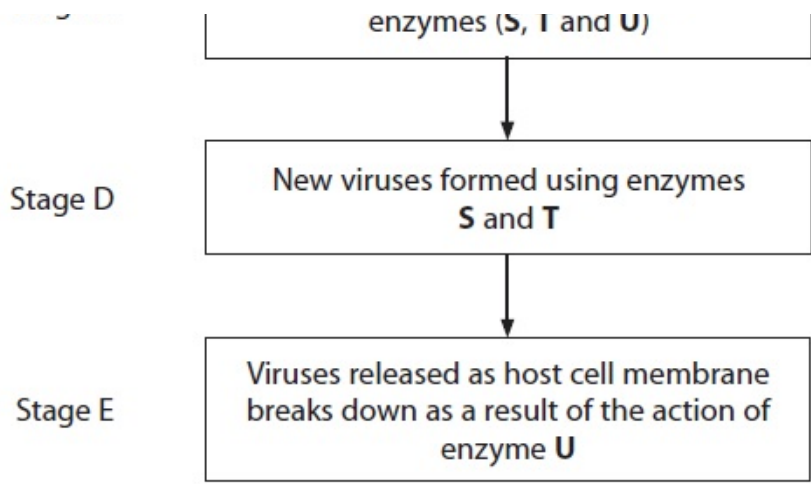 enzymes (S, T and U)
Stage D
New viruses formed using enzymes
S and T
Stage E
Viruses released as host cell membrane
breaks down as a result of the action of
enzyme U